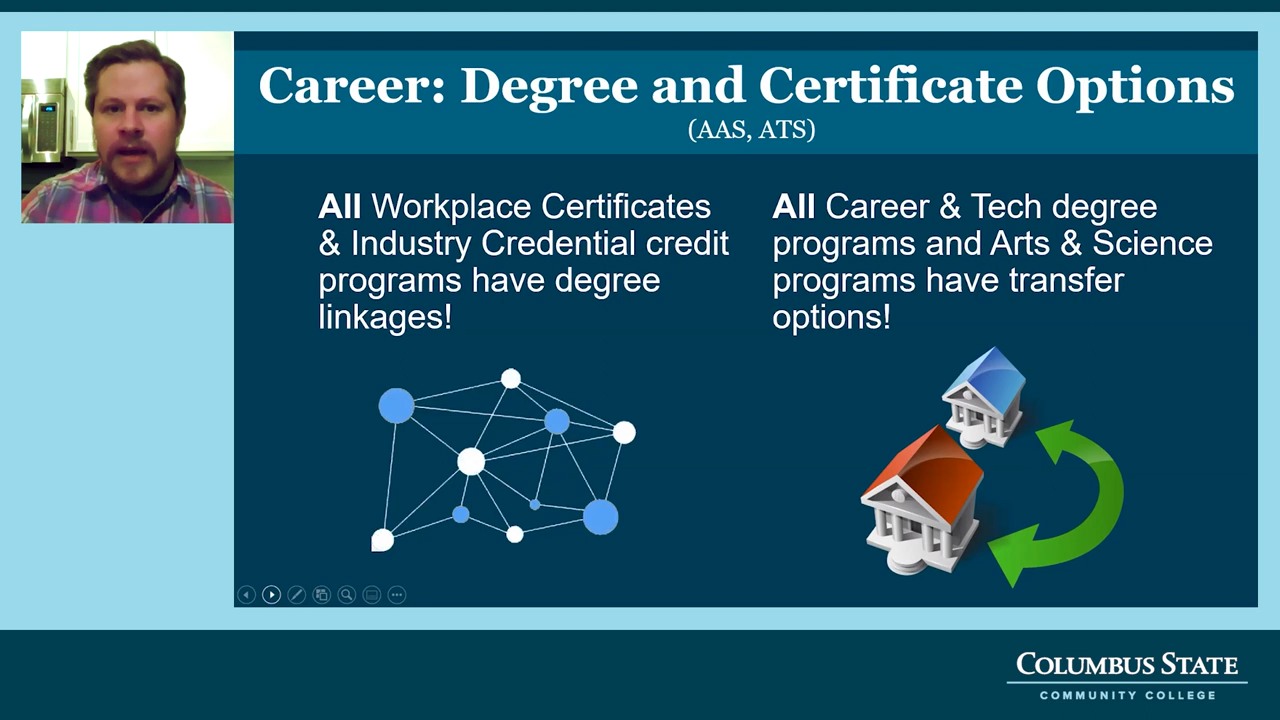 Career: Degree and Certificate Options
(AAS, ATS)
All Workplace Certificates
& Industry Credential credit
programs have degree
linkages!
All Career & Tech degree
programs and Arts & Science
programs have transfer
options!
COLUMBUS STATE
COMMUNITY COLLEGE